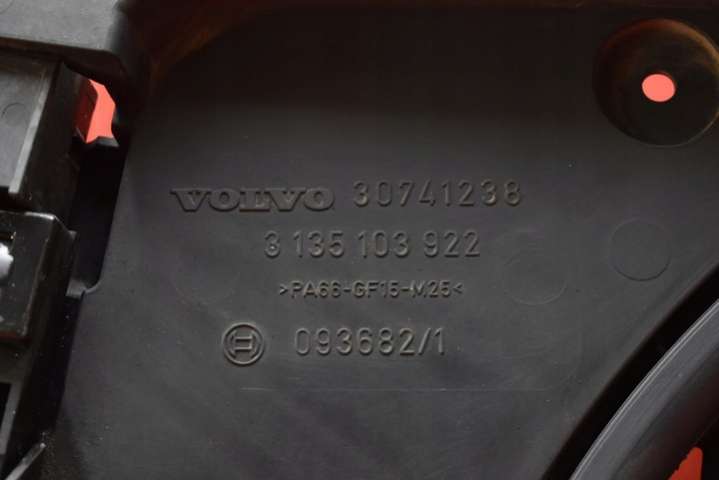 VOLVO 30741238
3 135 103 922
>PA66-GF15-M25<
093682/1